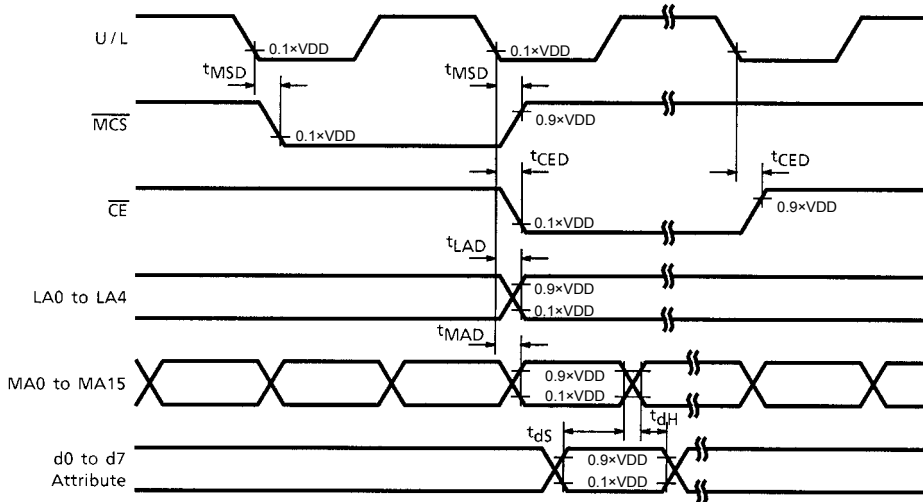 U/L
0.1×VDD
0.1×VDD
tMSD
tMSD
MCS
0.1×VDD
0.9×VDD
tCED
tCED
CE
0.1×VDD
0.9×VDD
tLAD
LA0 to LA4
0.9×VDD
0.1×VDD
tMAD
MA0 to MA15
0.9×VDD
0.1×VDD
tdS
tdH
d0 to d7
Attribute
0.9×VDD
0.1×VDD